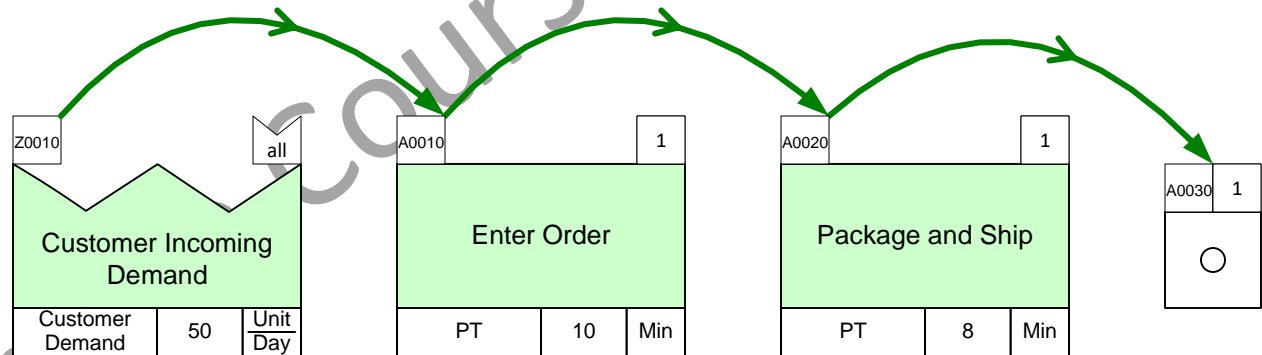 Cours
Z0010
all
Customer Incoming
Demand
Customer
Demand
50
Unit
Day
A0010
1
Enter Order
PT
10
Min
A0020
1
Package and Ship
PT
8
Min
A0030
1